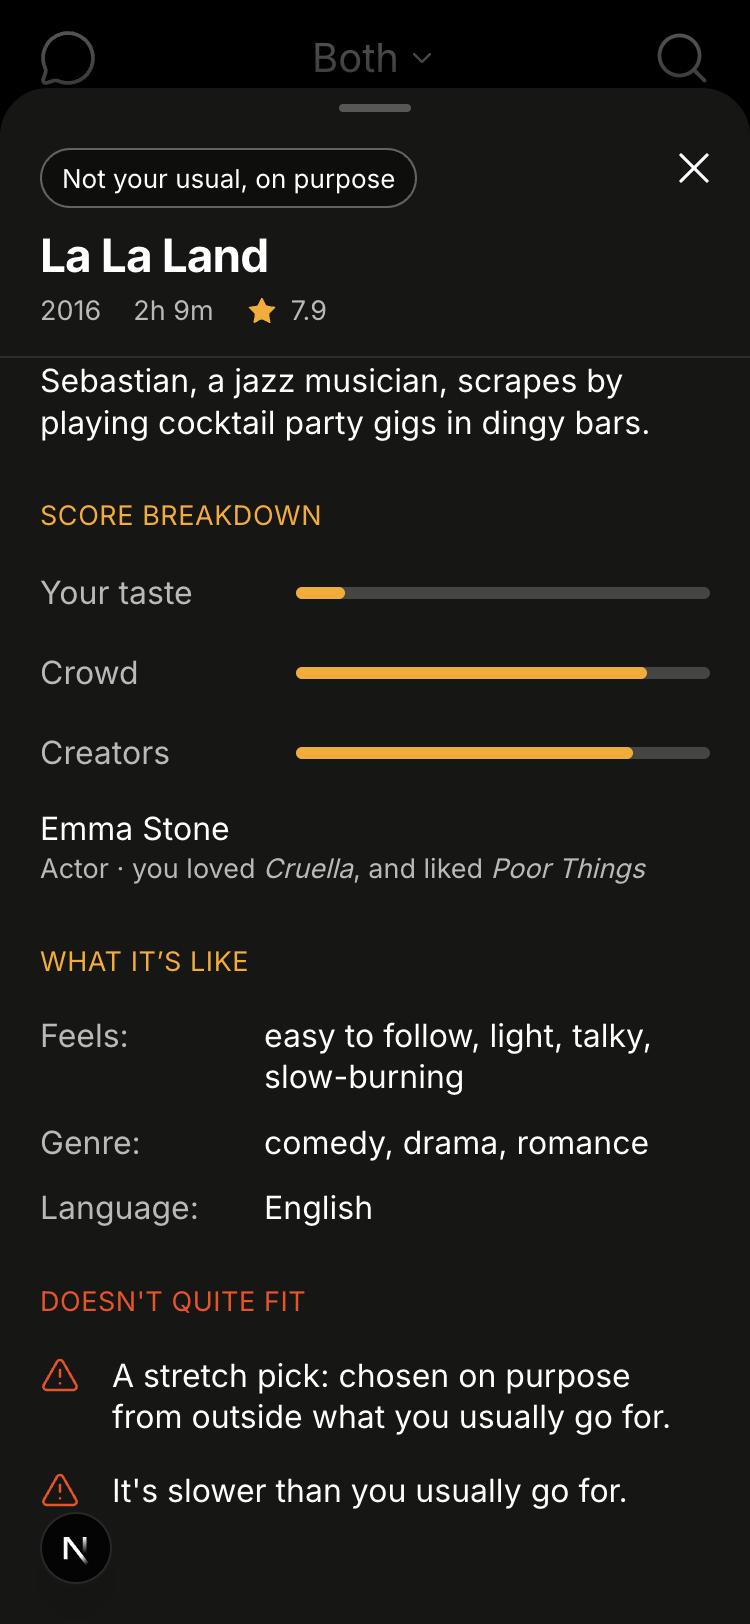 Both
Not your usual, on purpose
La La Land
2016 2h 9m 7.9
Sebastian, a jazz musician, scrapes by
playing cocktail party gigs in dingy bars.
SCORE BREAKDOWN
Your taste
Crowd
Creators
Emma Stone
Actor · you loved Cruella, and liked Poor Things
WHAT IT’S LIKE
Feels: easy to follow, light, talky,
slow-burning
Genre: comedy, drama, romance
Language: English
DOESN'T QUITE FIT
A stretch pick: chosen on purpose
from outside what you usually go for.
It's slower than you usually go for.
N